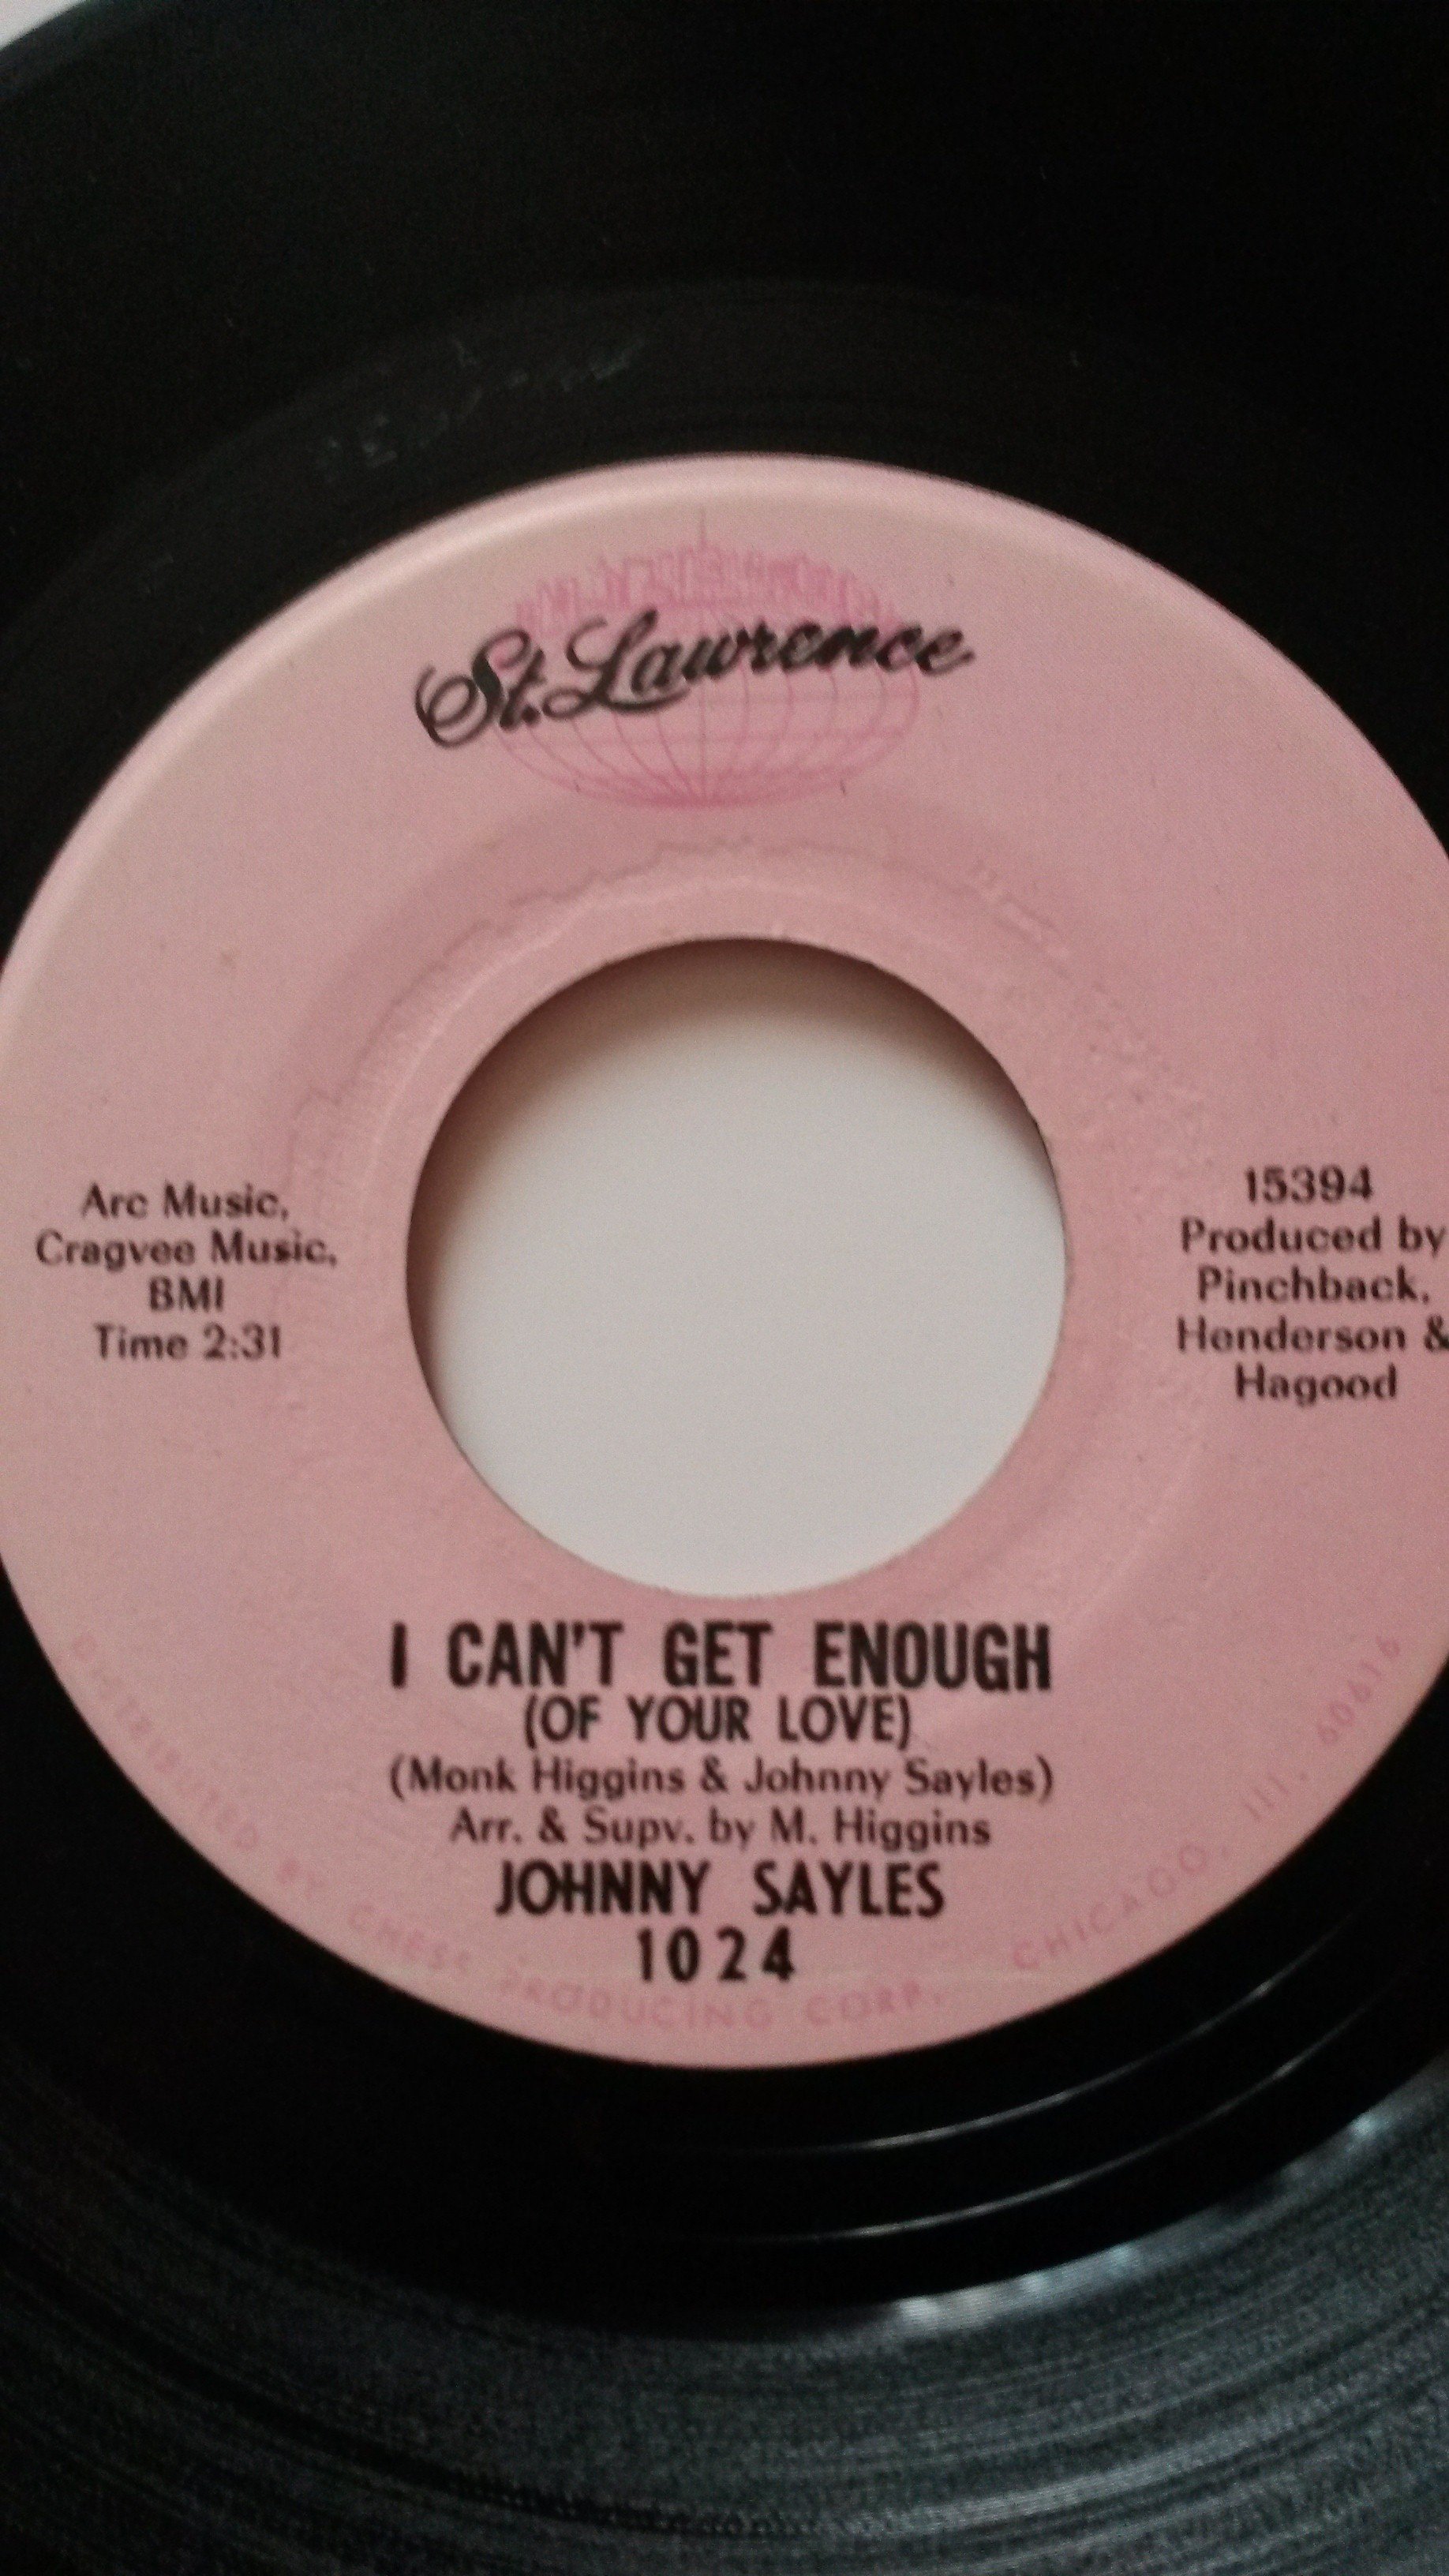 St. Lawrence
Arc Music,
Cragvee Music,
BMI
Time 2:31
15394
Produced by
Pinchback,
Henderson &
Hagood
I CAN'T GET ENOUGH
(OF YOUR LOVE)
(Monk Higgins & Johnny Sayles)
Arr. & Supv. by M. Higgins
JOHNNY SAYLES
1024
DISTRIBUTED BY CHESS PRODUCING CORP. CHICAGO, Ill. 60616